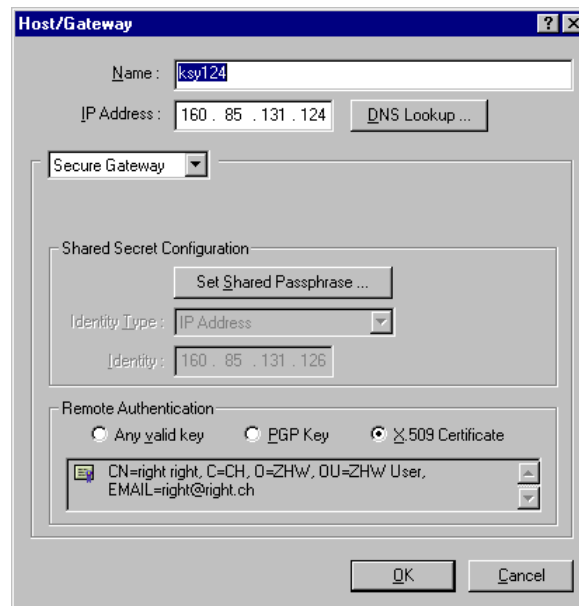 Host/Gateway
Name : ksy124
IP Address : 160 . 85 . 131 . 124 DNS Lookup ...
Secure Gateway
Shared Secret Configuration
Set Shared Passphrase ...
Identity Type : IP Address
Identity : 160 . 85 . 131 . 126
Remote Authentication
Any valid key PGP Key X.509 Certificate
CN=right right, C=CH, O=ZHW, OU=ZHW User,
EMAIL=right@right.ch
OK Cancel